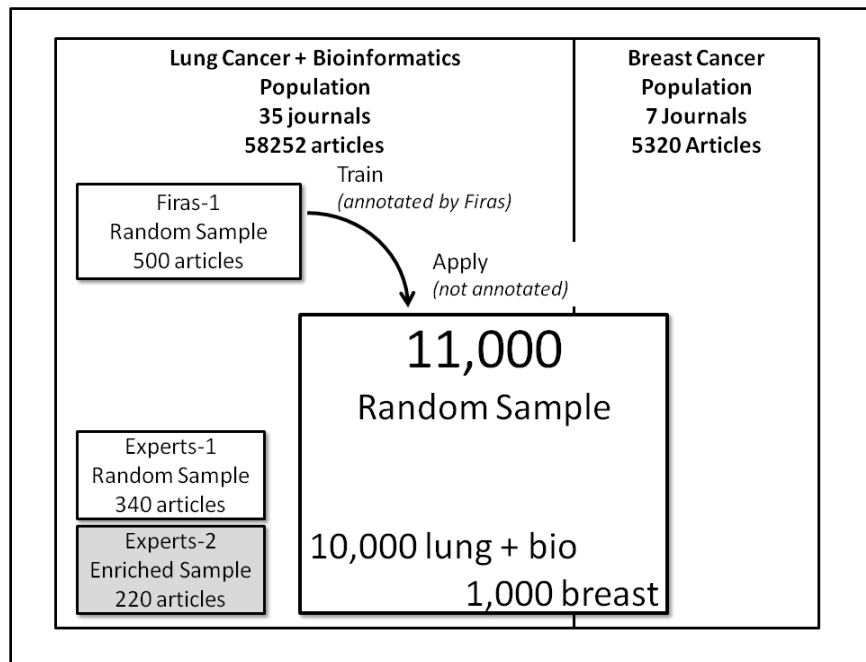 Lung Cancer + Bioinformatics
Population
35 journals
58252 articles
Breast Cancer
Population
7 Journals
5320 Articles
Train
(annotated by Firas)
Firas-1
Random Sample
500 articles
Apply
(not annotated)
11,000
Random Sample
10,000 lung + bio
1,000 breast
Experts-1
Random Sample
340 articles
Experts-2
Enriched Sample
220 articles